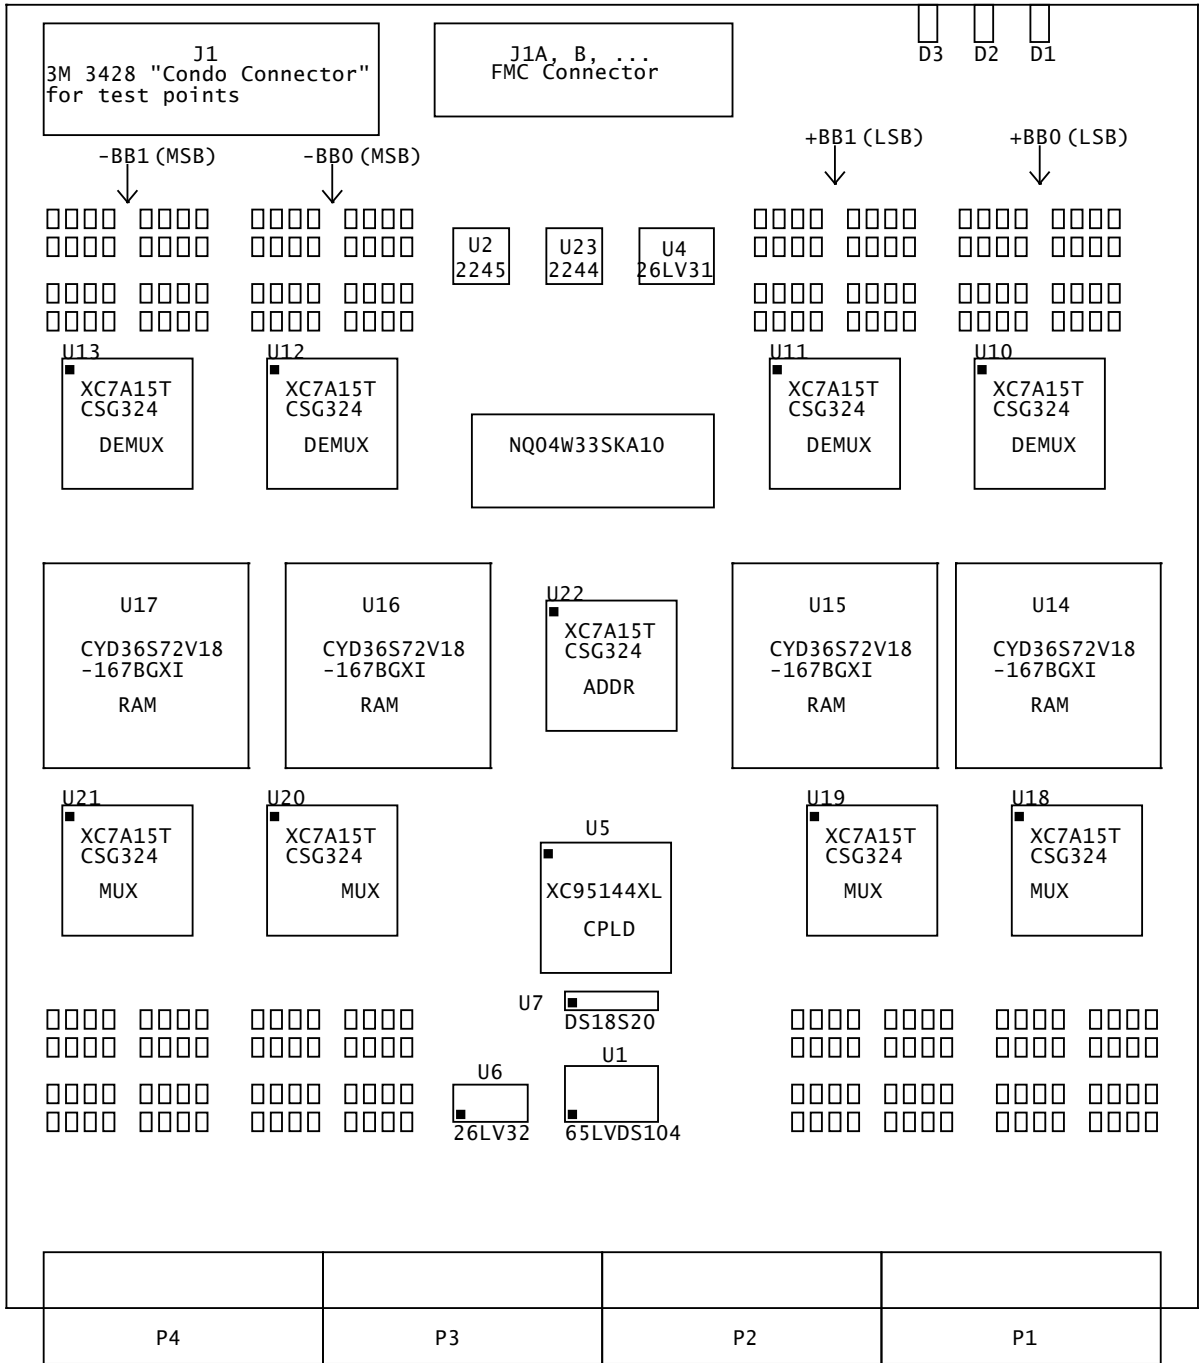 J1
3M 3428 "Condo Connector"
for test points
J1A, B, ...
FMC Connector
D3 D2 D1
-BB1 (MSB)
-BB0 (MSB)
+BB1 (LSB)
+BB0 (LSB)
U2
2245
U23
2244
U4
26LV31
U13
XC7A15T
CSG324
DEMUX
U12
XC7A15T
CSG324
DEMUX
NQ04W33SKA10
U11
XC7A15T
CSG324
DEMUX
U10
XC7A15T
CSG324
DEMUX
U17
CYD36S72V18
-167BGXI
RAM
U16
CYD36S72V18
-167BGXI
RAM
U22
XC7A15T
CSG324
ADDR
U15
CYD36S72V18
-167BGXI
RAM
U14
CYD36S72V18
-167BGXI
RAM
U21
XC7A15T
CSG324
MUX
U20
XC7A15T
CSG324
MUX
U5
XC95144XL
CPLD
U19
XC7A15T
CSG324
MUX
U18
XC7A15T
CSG324
MUX
U7
DS18S20
U6
26LV32
U1
65LVDS104
P4 P3 P2 P1